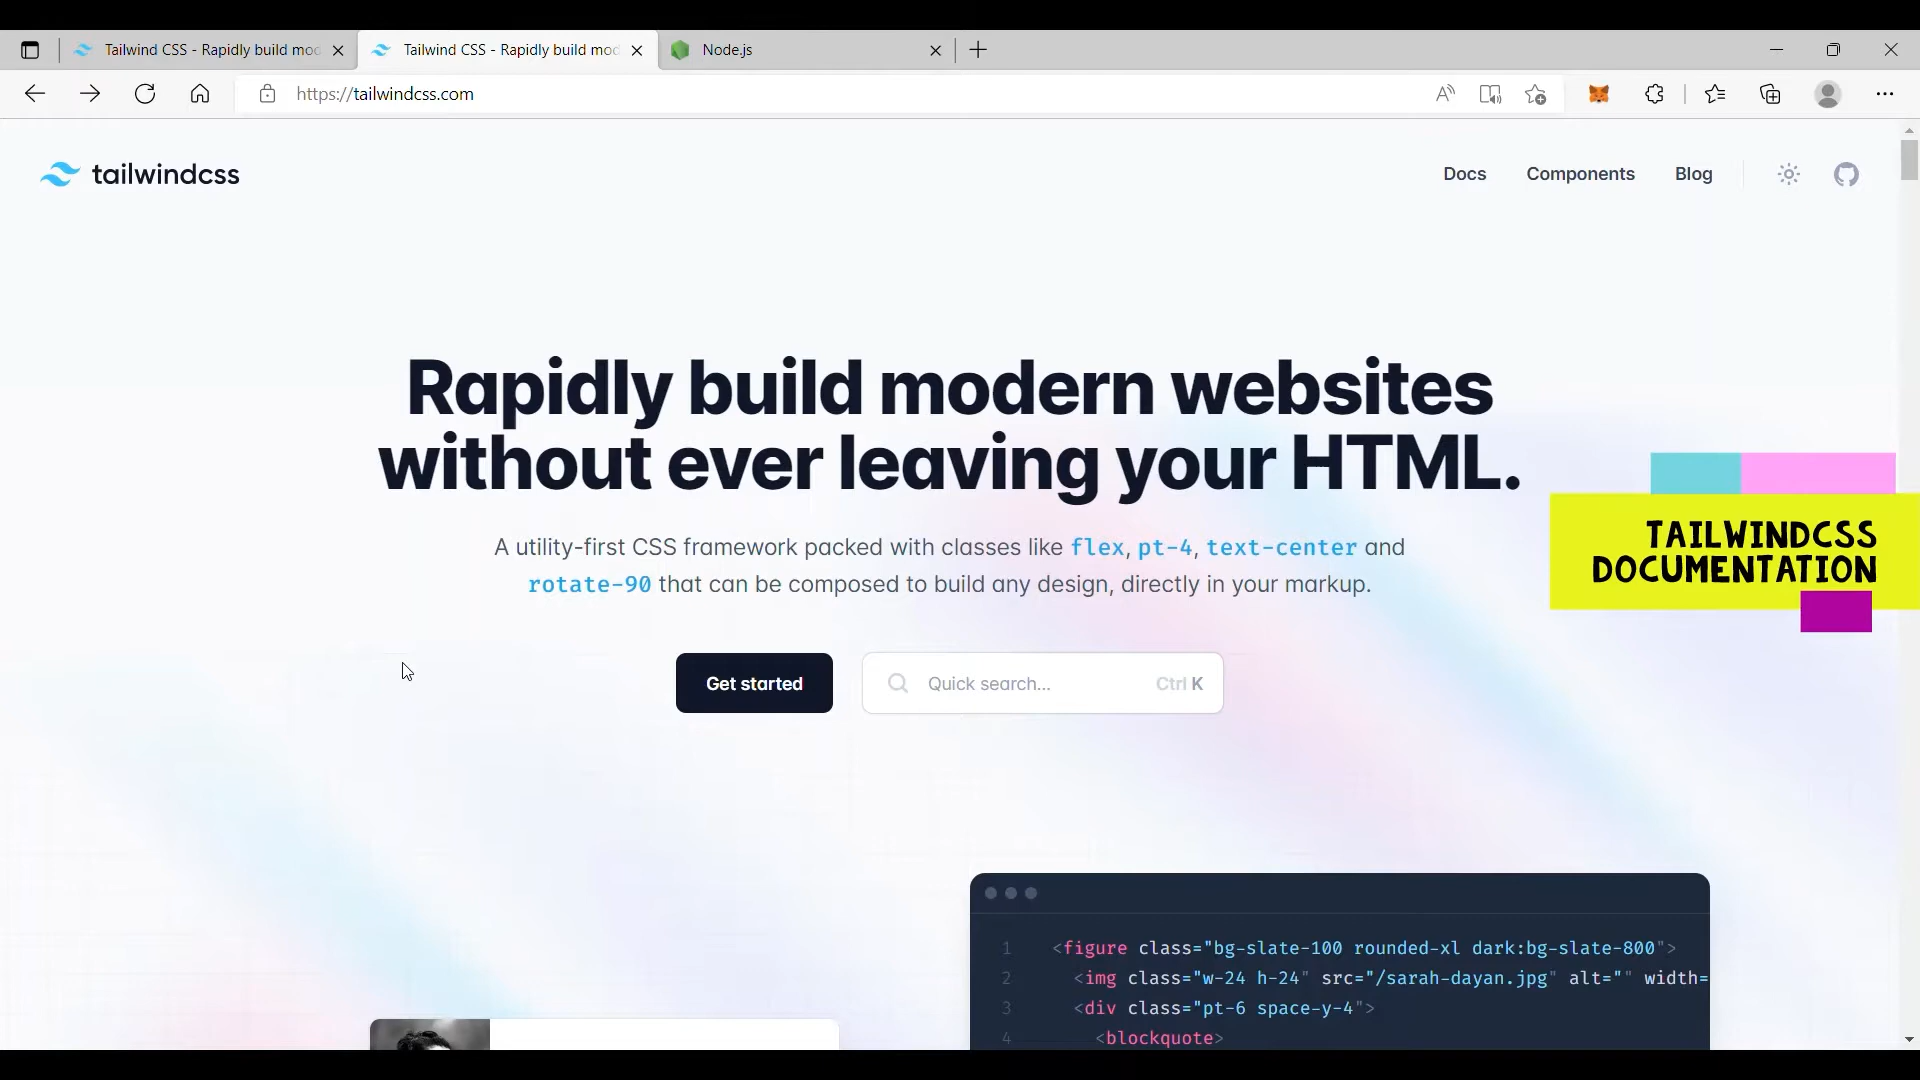 Tailwind CSS - Rapidly build mod
Tailwind CSS - Rapidly build mod
Node.js
https://tailwindcss.com
tailwindcss
Docs
Components
Blog
Rapidly build modern websites
without ever leaving your HTML.
A utility-first CSS framework packed with classes like flex, pt-4, text-center and
rotate-90 that can be composed to build any design, directly in your markup.
TAILWINDCSS
DOCUMENTATION
Get started
Quick search...
Ctrl K
1 <figure class="bg-slate-100 rounded-xl dark:bg-slate-800">
2 <img class="w-24 h-24" src="/sarah-dayan.jpg" alt="" width=
3 <div class="pt-6 space-y-4">
4 <blockquote>